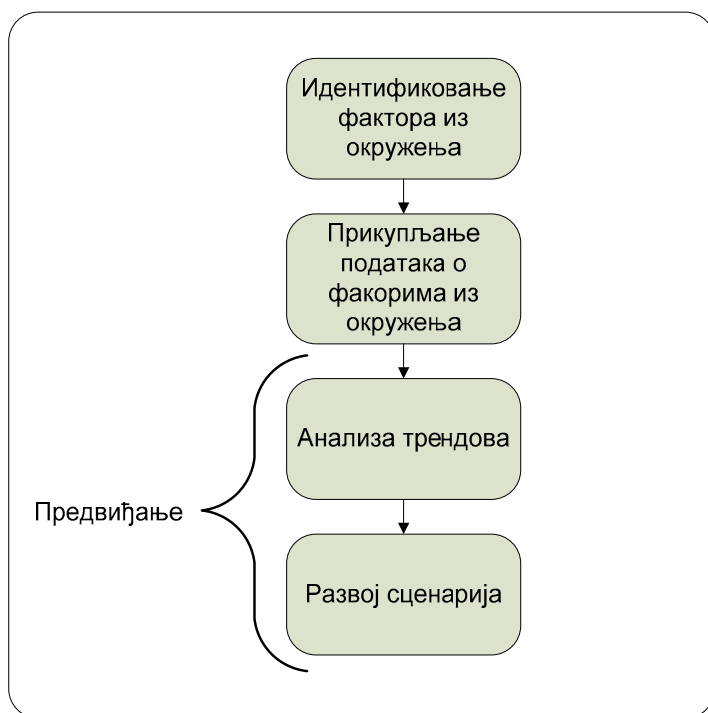 Идентификовање
фактора из
окружења
Прикупљање
података о
факорима из
окружења
Анализа трендова
Предвиђање
Развој сценарија